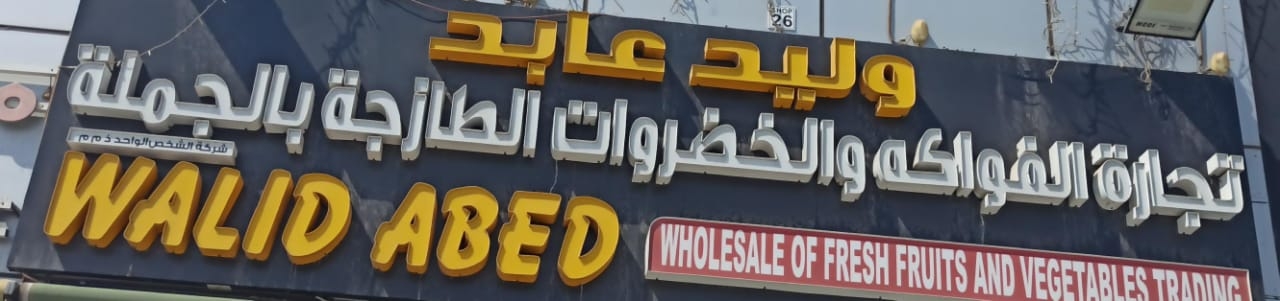 SHOP
26
وليد عابد
تجارة الفواكه والخضروات الطازجة بالجملة
شركة الشخص الواحد ذ م م
WALID ABED
WHOLESALE OF FRESH FRUITS AND VEGETABLES TRADING